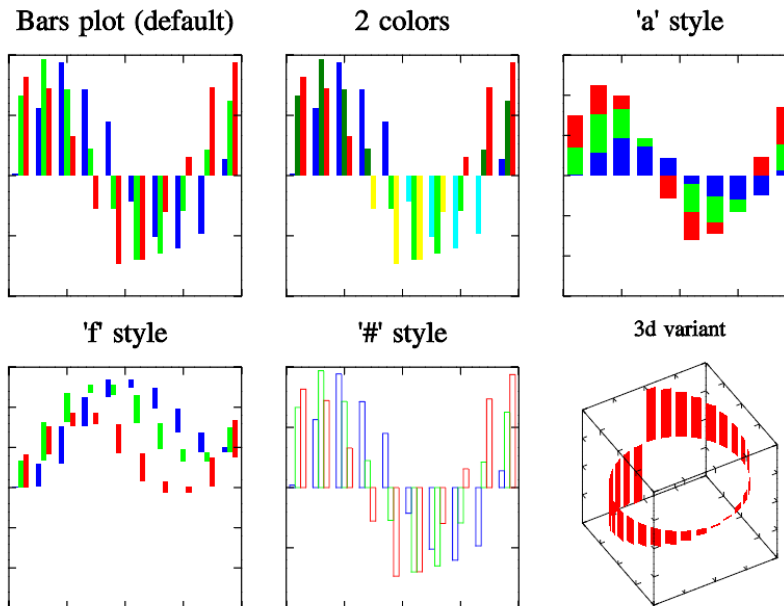 Bars plot (default)
2 colors
'a' style
'f' style
'#' style
3d variant